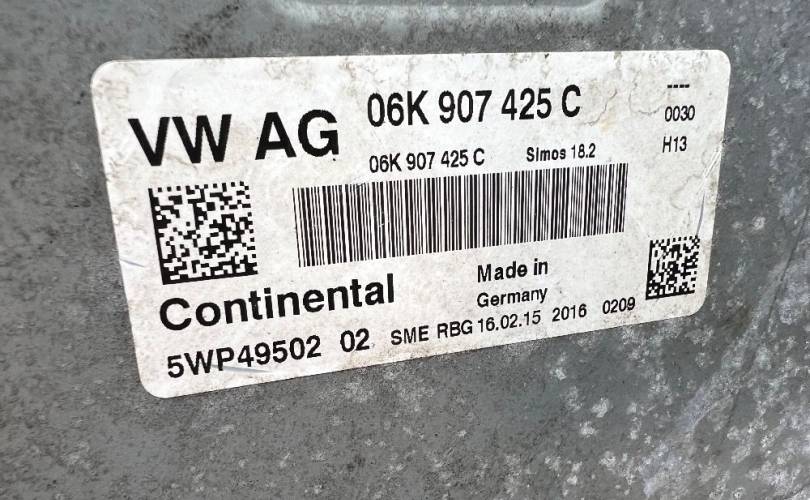 VW AG 06K 907 425 C
----
0030
06K 907 425 C Simos 18.2
H13
Continental
Made in
Germany
5WP49502 02 SME RBG 16.02.15 2016 0209